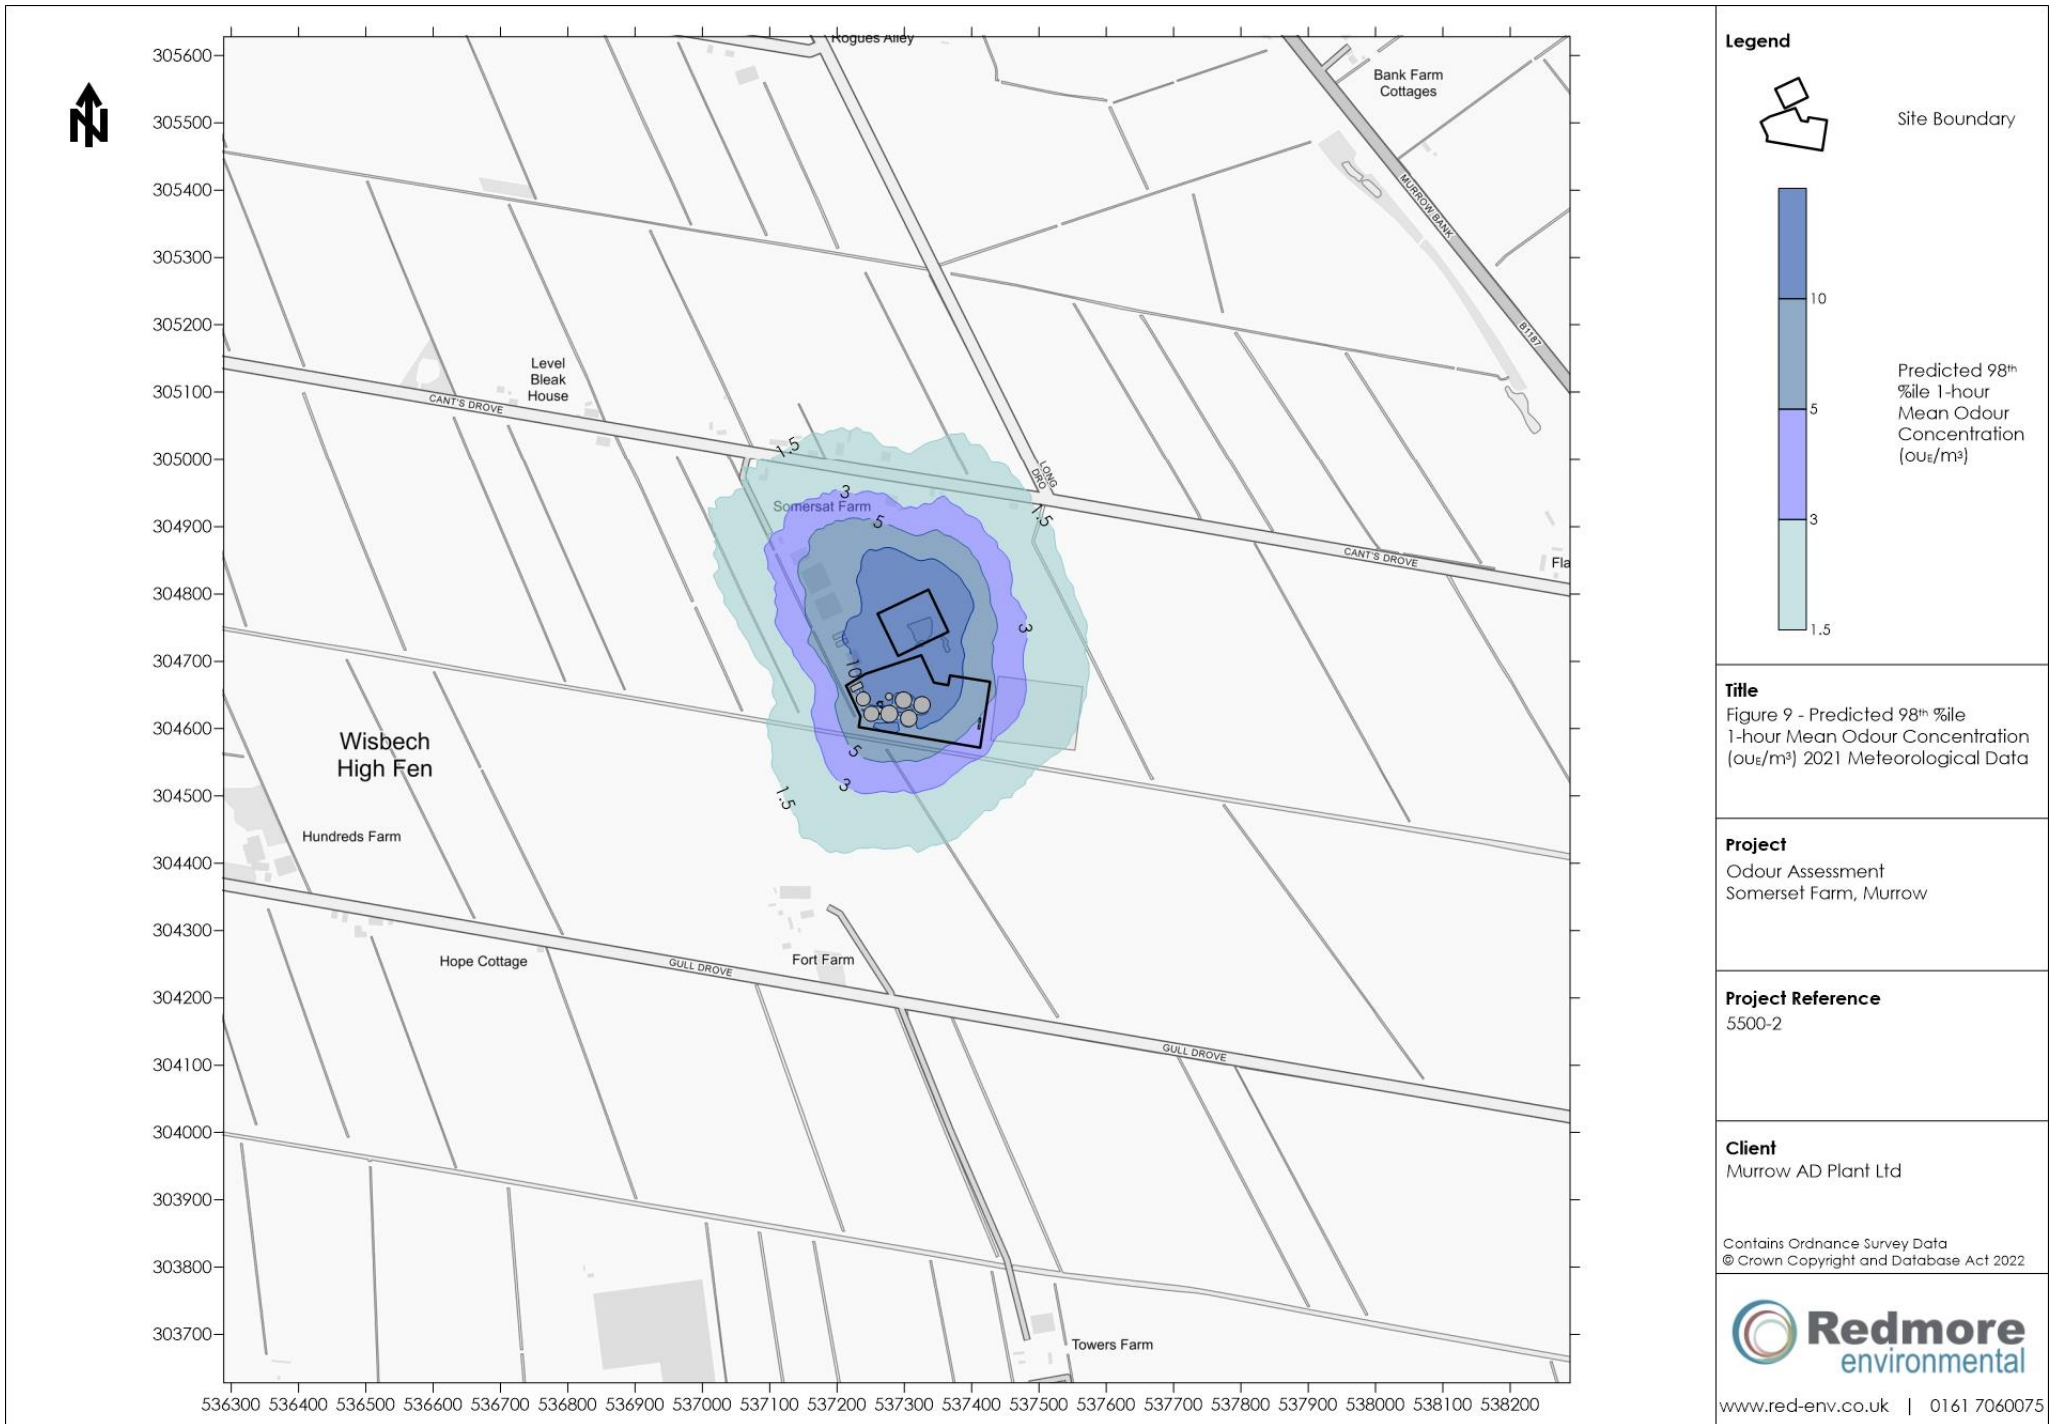 305600
305500
305400
305300
305200
305100
305000
304900
304800
304700
304600
304500
304400
304300
304200
304100
304000
303900
303800
303700
536300 536400 536500 536600 536700 536800 536900 537000 537100 537200 537300 537400 537500 537600 537700 537800 537900 538000 538100 538200
N
Rogues Alley
Bank Farm
Cottages
MURROW BANK
B1187
Level
Bleak
House
CANT'S DROVE
LONG
DRO
1.5
3
Somersat Farm
5
1.5
CANT'S DROVE
Fla
3
10
Wisbech
High Fen
5
3
1.5
Hundreds Farm
Hope Cottage
GULL DROVE
Fort Farm
GULL DROVE
Towers Farm
Legend
Site Boundary
10
5
3
1.5
Predicted 98th
%ile 1-hour
Mean Odour
Concentration
(ouE/m³)
Title
Figure 9 - Predicted 98th %ile
1-hour Mean Odour Concentration
(ouE/m³) 2021 Meteorological Data
Project
Odour Assessment
Somerset Farm, Murrow
Project Reference
5500-2
Client
Murrow AD Plant Ltd
Contains Ordnance Survey Data
© Crown Copyright and Database Act 2022
Redmore
environmental
www.red-env.co.uk | 0161 7060075